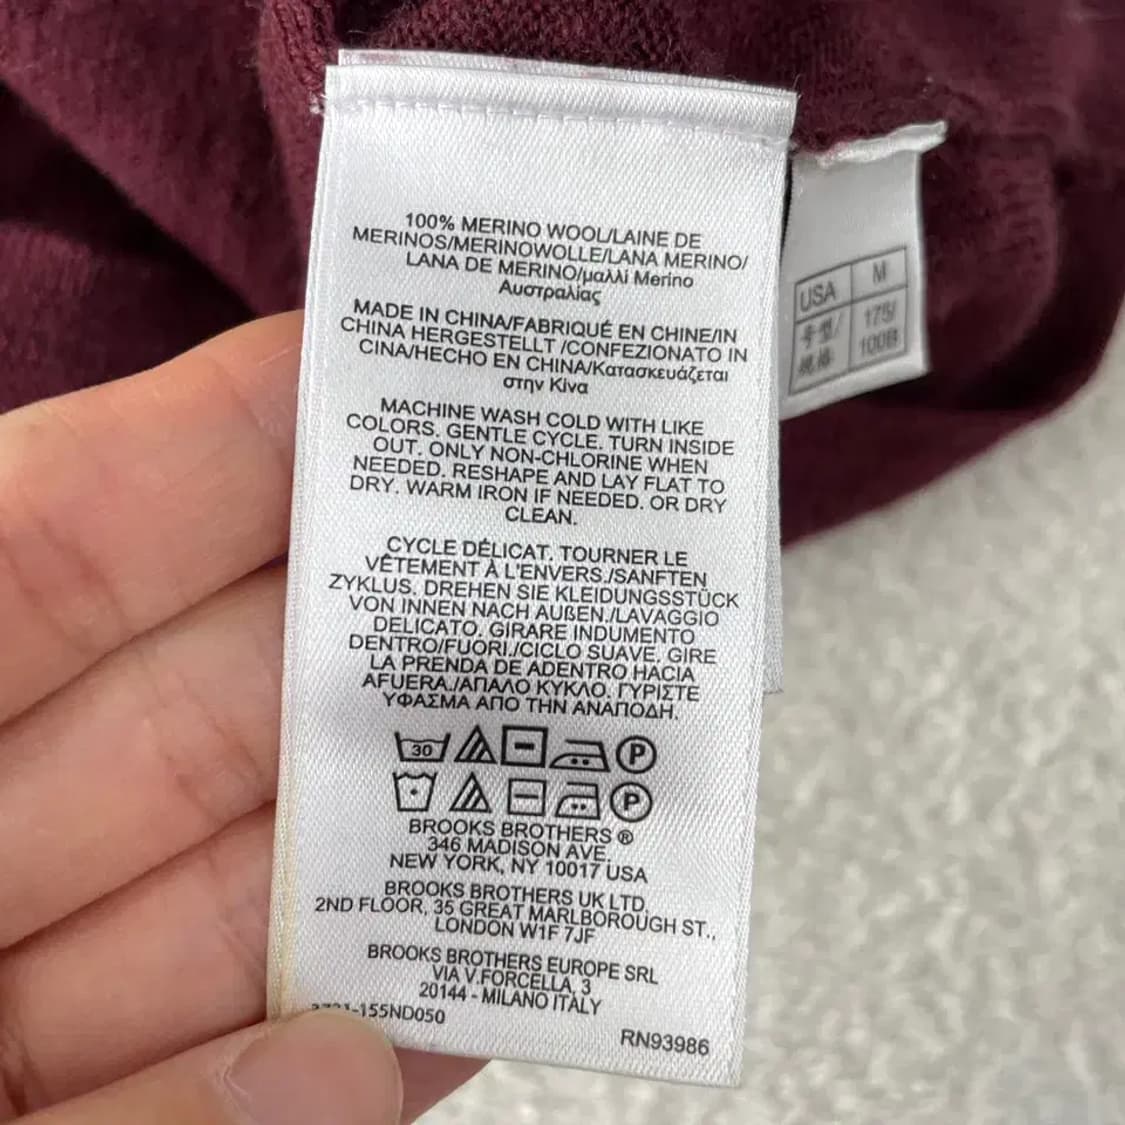 100% MERINO WOOL/LAINE DE
MERINOS/MERINOWOLLE/LANA MERINO/
LANA DE MERINO/μαλλί Merino
Αυστραλίας
MADE IN CHINA/FABRIQUÉ EN CHINE/IN
CHINA HERGESTELLT /CONFEZIONATO IN
CINA/HECHO EN CHINA/Κατασκευάζεται
στην Κίνα
MACHINE WASH COLD WITH LIKE
COLORS. GENTLE CYCLE. TURN INSIDE
OUT. ONLY NON-CHLORINE WHEN
NEEDED. RESHAPE AND LAY FLAT TO
DRY. WARM IRON IF NEEDED. OR DRY
CLEAN.
CYCLE DÉLICAT. TOURNER LE
VÊTEMENT À L'ENVERS./SANFTEN
ZYKLUS. DREHEN SIE KLEIDUNGSSTÜCK
VON INNEN NACH AUßEN./LAVAGGIO
DELICATO. GIRARE INDUMENTO
DENTRO/FUORI./CICLO SUAVE. GIRE
LA PRENDA DE ADENTRO HACIA
AFUERA./ΑΠΑΛΟ ΚΥΚΛΟ. ΓΥΡΙΣΤΕ
ΥΦΑΣΜΑ ΑΠΟ ΤΗΝ ΑΝΑΠΟΔΗ.
30 P
P
BROOKS BROTHERS ®
346 MADISON AVE.
NEW YORK, NY 10017 USA
BROOKS BROTHERS UK LTD.
2ND FLOOR, 35 GREAT MARLBOROUGH ST.,
LONDON W1F 7JF
BROOKS BROTHERS EUROPE SRL
VIA V.FORCELLA, 3
20144 - MILANO ITALY
-155ND050
RN93986
USA M
号型/ 175/
规格 100B